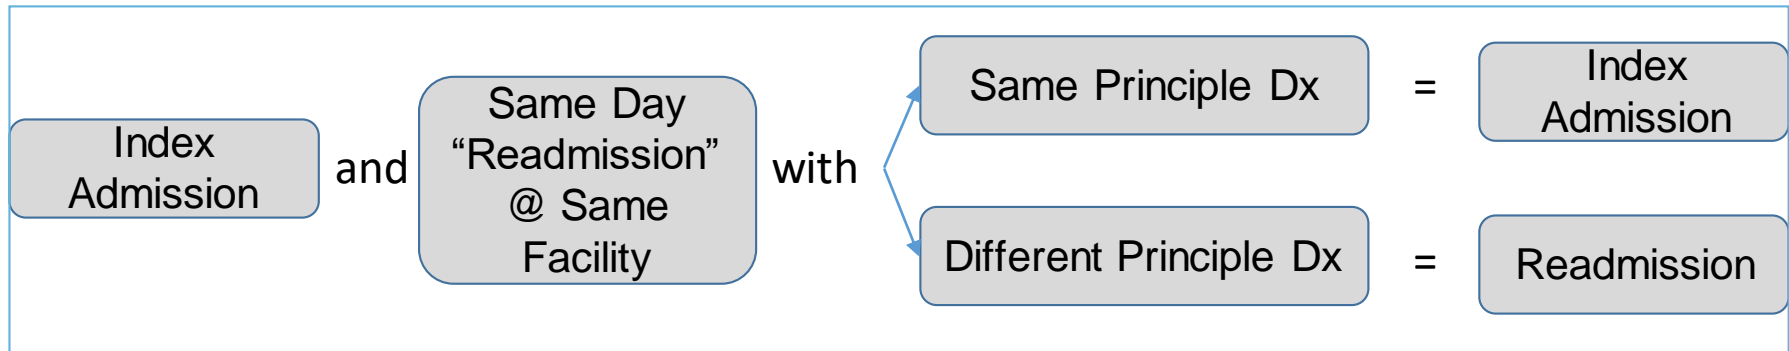 Index
Admission
and
Same Day
“Readmission”
@ Same
Facility
with
Same Principle Dx
=
Index
Admission
Different Principle Dx
=
Readmission